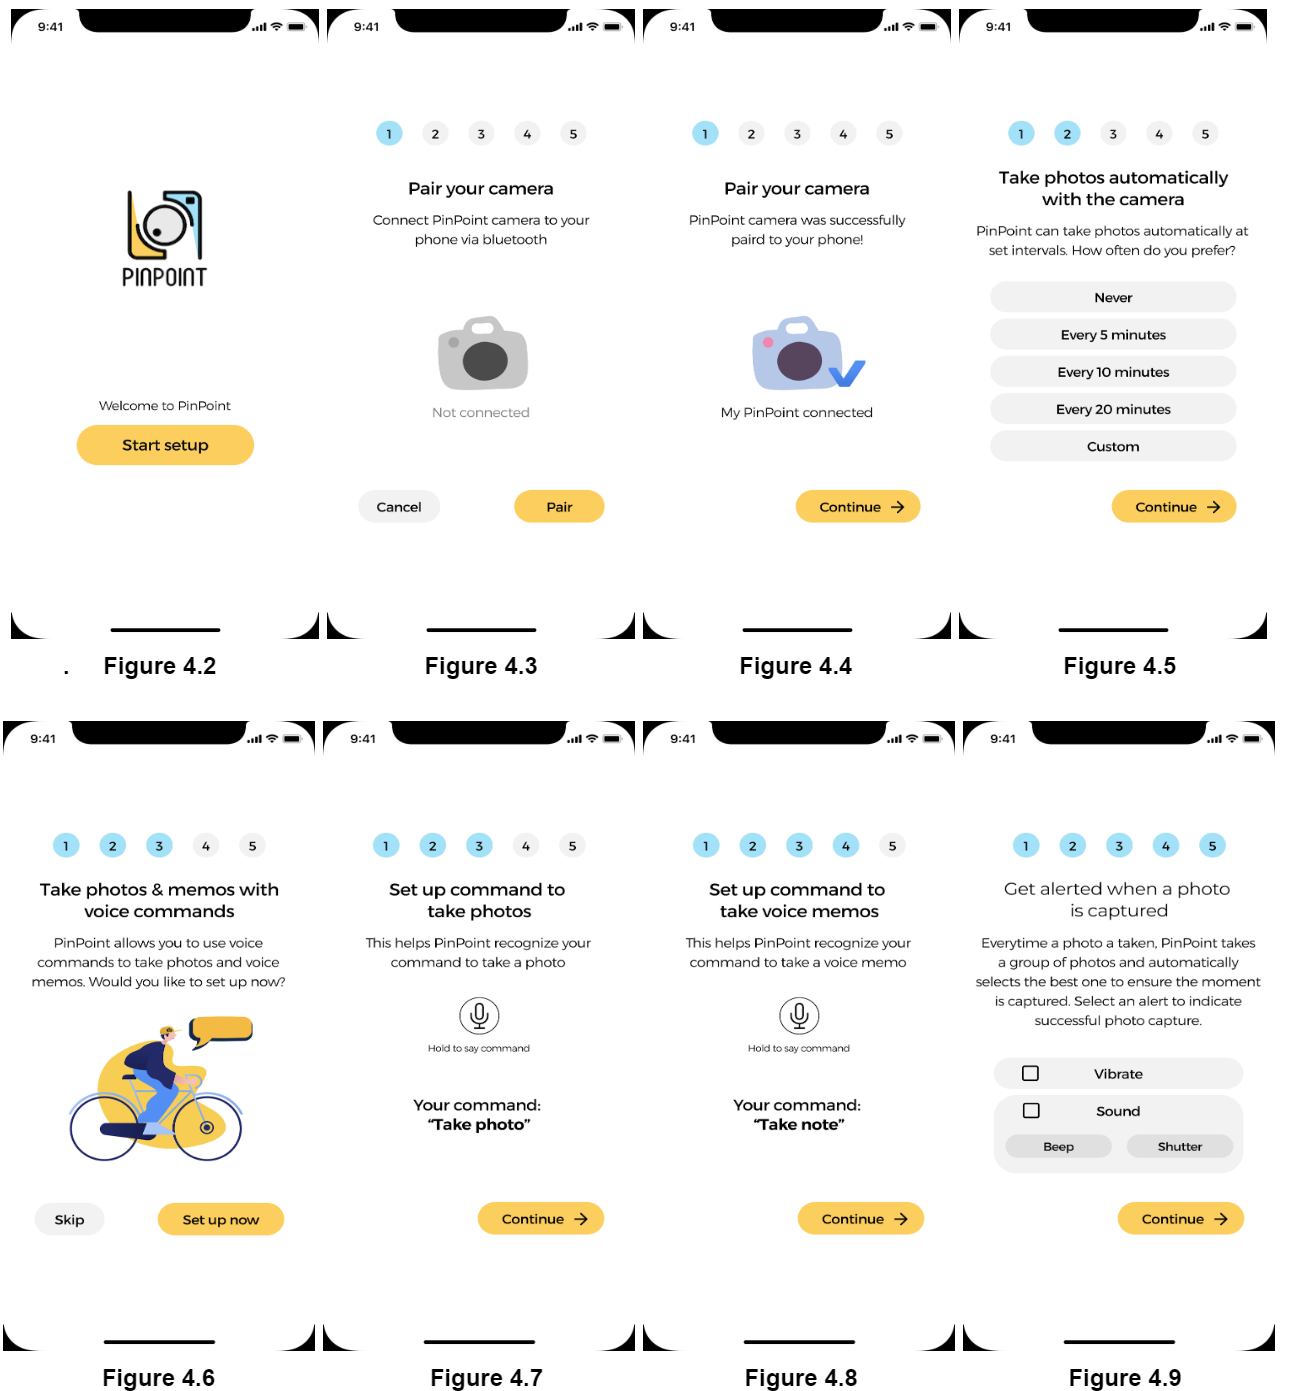 9:41
PINPOINT
Welcome to PinPoint
Start setup
Figure 4.2
.
9:41
1 2 3 4 5
Pair your camera
Connect PinPoint camera to your
phone via bluetooth
Not connected
Cancel
Pair
Figure 4.3
9:41
1 2 3 4 5
Pair your camera
PinPoint camera was successfully
paird to your phone!
My PinPoint connected
Continue →
Figure 4.4
9:41
1 2 3 4 5
Take photos automatically
with the camera
PinPoint can take photos automatically at
set intervals. How often do you prefer?
Never
Every 5 minutes
Every 10 minutes
Every 20 minutes
Custom
Continue →
Figure 4.5
9:41
1 2 3 4 5
Take photos & memos with
voice commands
PinPoint allows you to use voice
commands to take photos and voice
memos. Would you like to set up now?
Skip
Set up now
Figure 4.6
9:41
1 2 3 4 5
Set up command to
take photos
This helps PinPoint recognize your
command to take a photo
Hold to say command
Your command:
“Take photo”
Continue →
Figure 4.7
9:41
1 2 3 4 5
Set up command to
take voice memos
This helps PinPoint recognize your
command to take a voice memo
Hold to say command
Your command:
“Take note”
Continue →
Figure 4.8
9:41
1 2 3 4 5
Get alerted when a photo
is captured
Everytime a photo a taken, PinPoint takes
a group of photos and automatically
selects the best one to ensure the moment
is captured. Select an alert to indicate
successful photo capture.
Vibrate
Sound
Beep
Shutter
Continue →
Figure 4.9